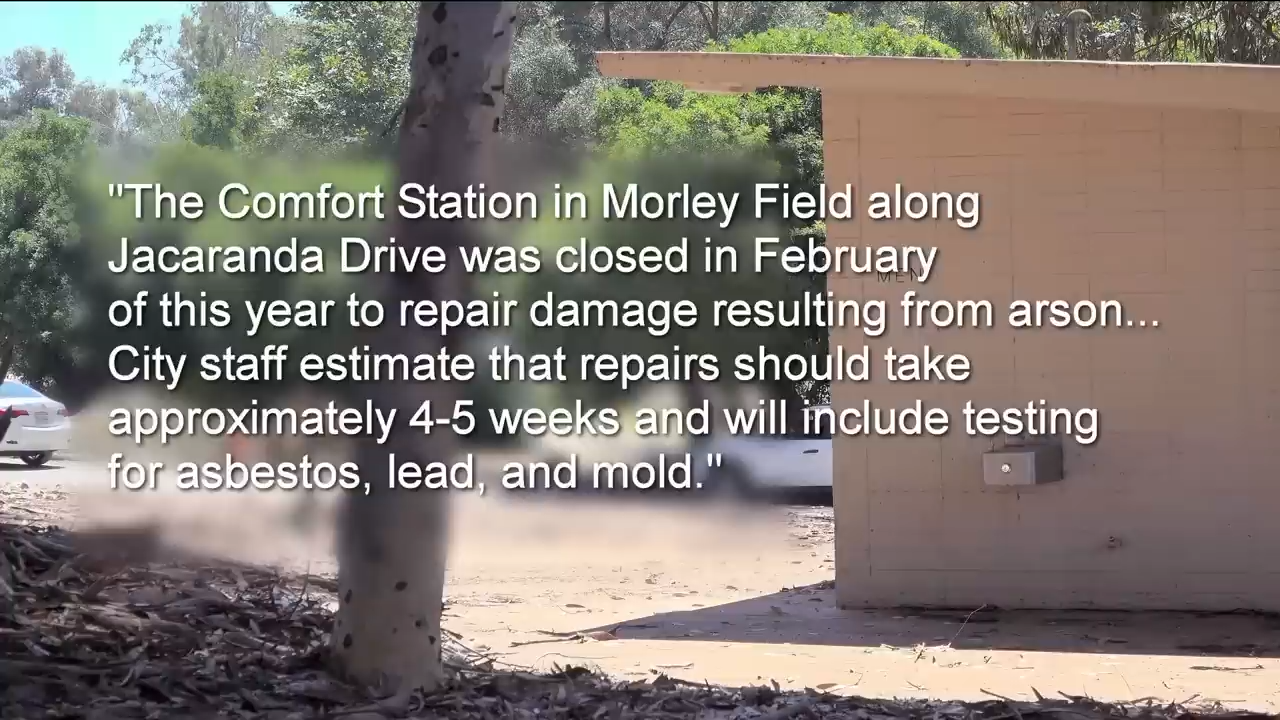 "The Comfort Station in Morley Field along
Jacaranda Drive was closed in February
of this year to repair damage resulting from arson...
City staff estimate that repairs should take
approximately 4-5 weeks and will include testing
for asbestos, lead, and mold."
MEN